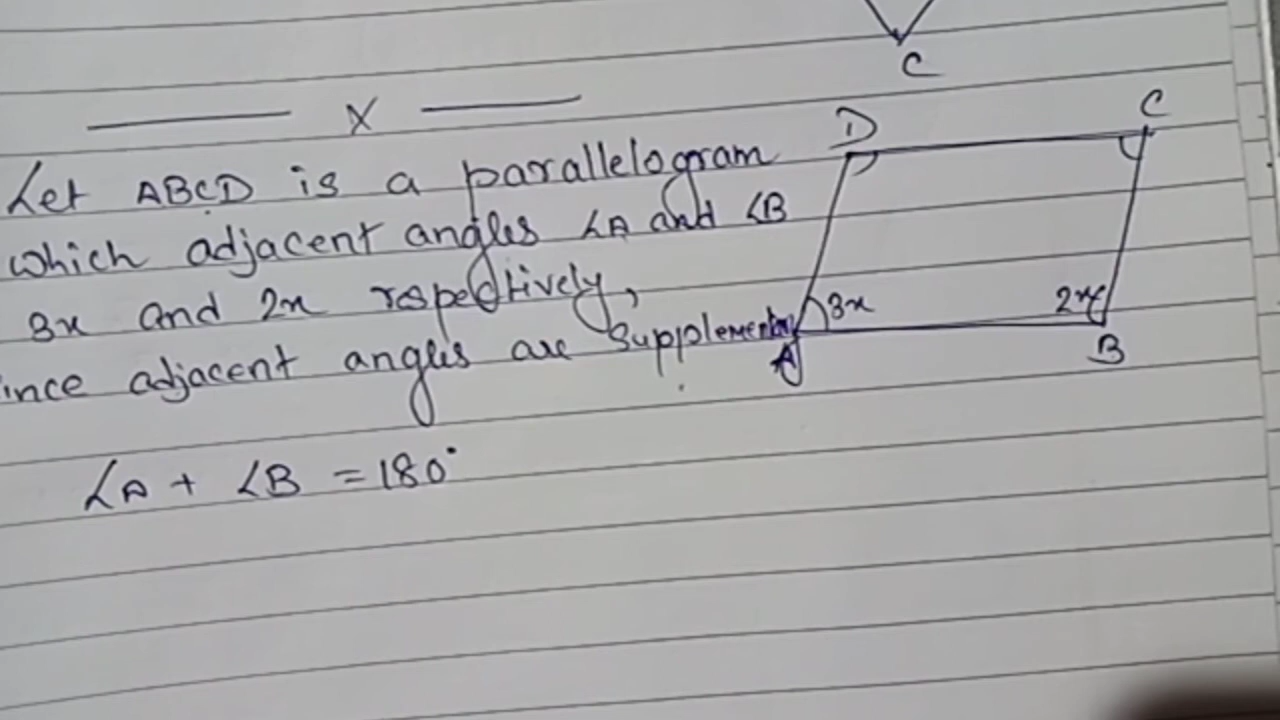 C
X
Let ABCD is a parallelogram
which adjacent angles ∠A and ∠B
3x and 2x respectively,
ince adjacent angles are supplementary
∠A + ∠B = 180°
D
C
3x
2x
A
B